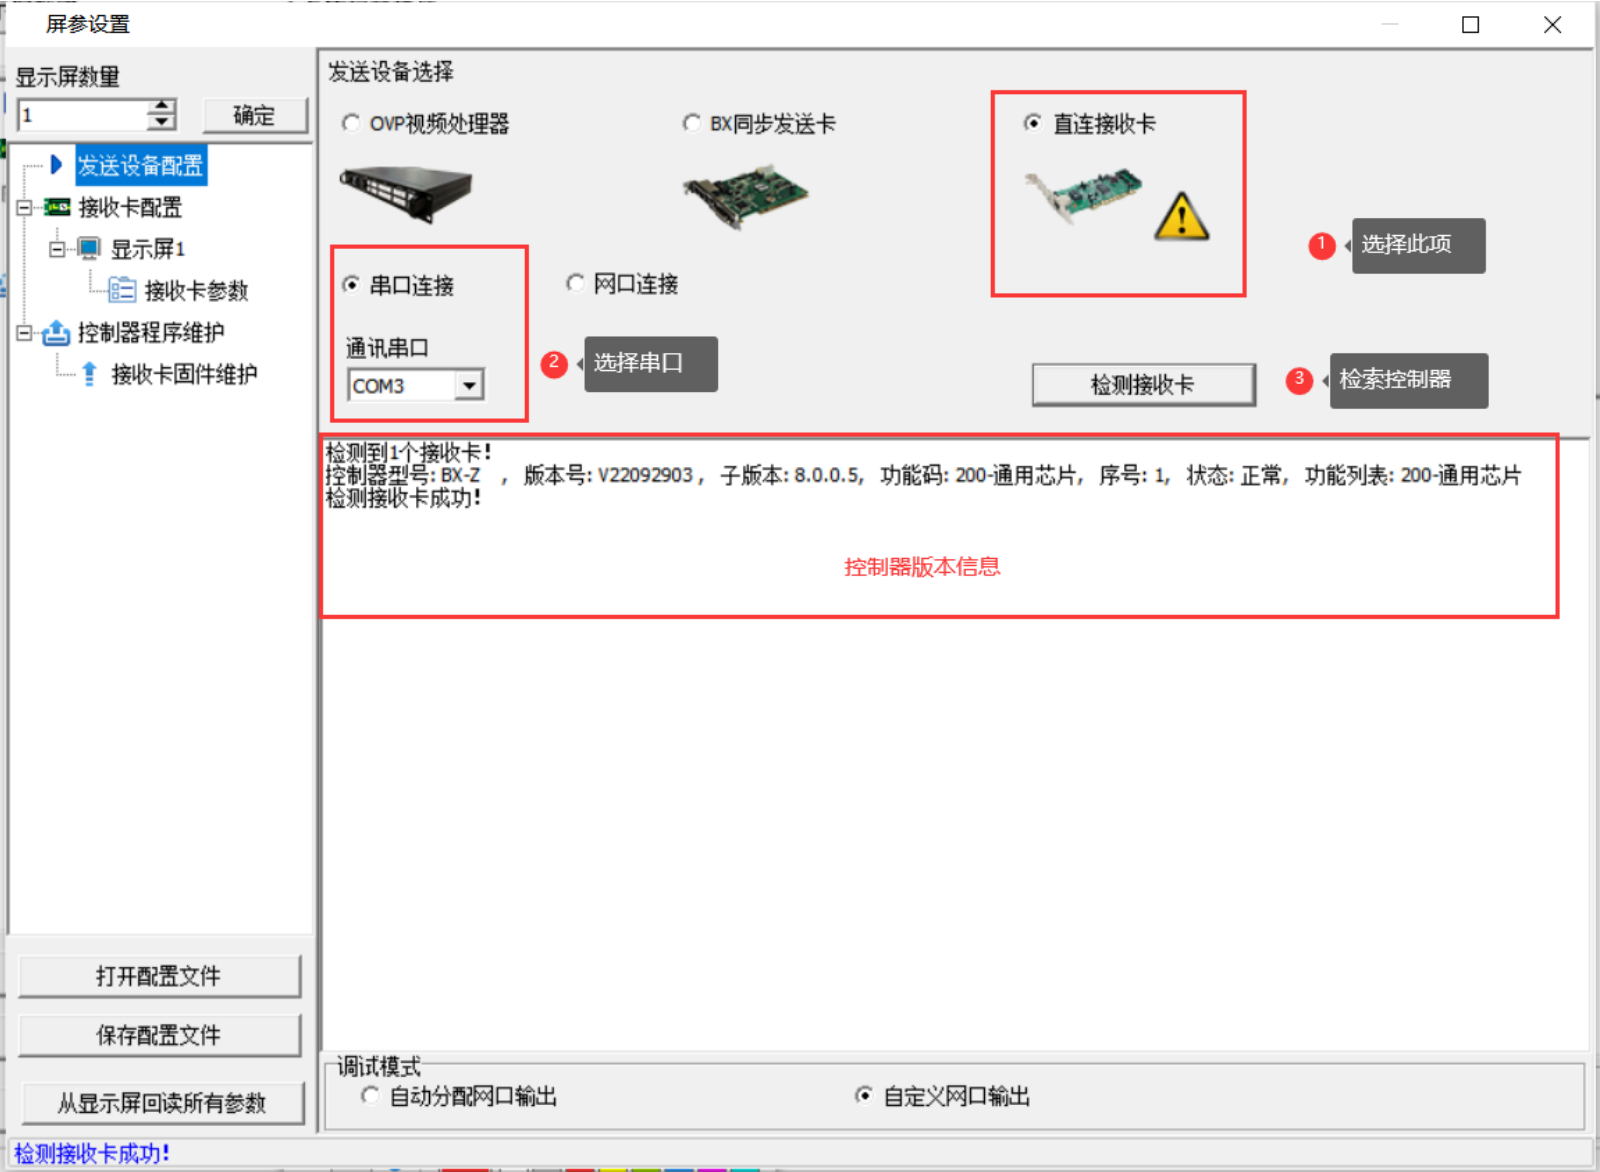 屏参设置
显示屏数量
1
确定
发送设备配置
接收卡配置
显示屏1
接收卡参数
控制器程序维护
接收卡固件维护
打开配置文件
保存配置文件
从显示屏回读所有参数
发送设备选择
OVP视频处理器
BX同步发送卡
直连接收卡
1
选择此项
串口连接
网口连接
通讯串口
COM3
2
选择串口
检测接收卡
3
检索控制器
检测到1个接收卡!
控制器型号: BX-Z , 版本号: V22092903 , 子版本: 8.0.0.5, 功能码: 200-通用芯片, 序号: 1, 状态: 正常, 功能列表: 200-通用芯片
检测接收卡成功!
控制器版本信息
调试模式
自动分配网口输出
自定义网口输出
检测接收卡成功!